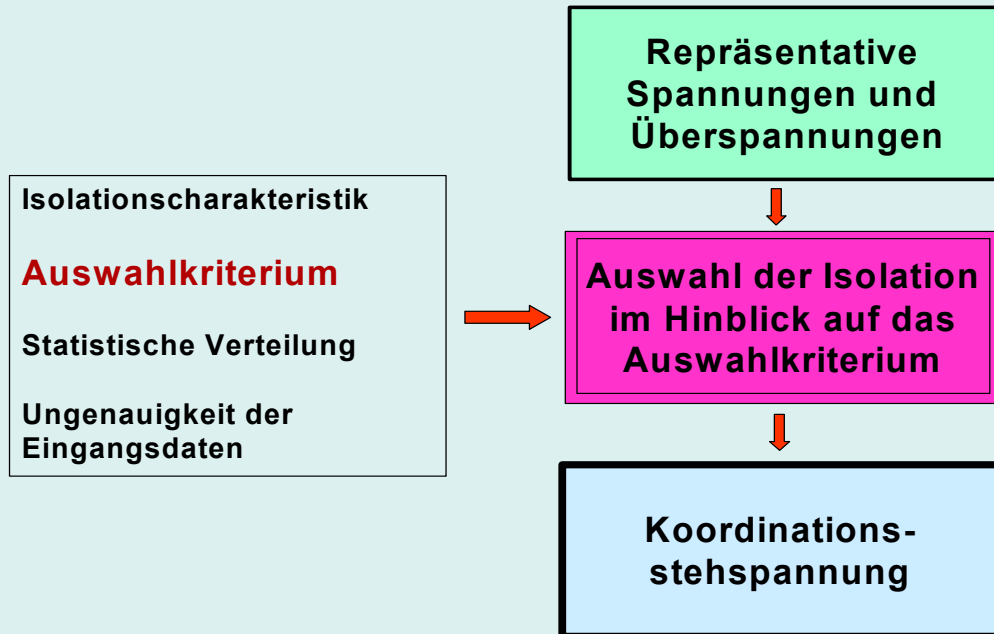 Repräsentative
Spannungen und
Überspannungen
Isolationscharakteristik
Auswahlkriterium
Statistische Verteilung
Ungenauigkeit der
Eingangsdaten
Auswahl der Isolation
im Hinblick auf das
Auswahlkriterium
Koordinations-
stehspannung